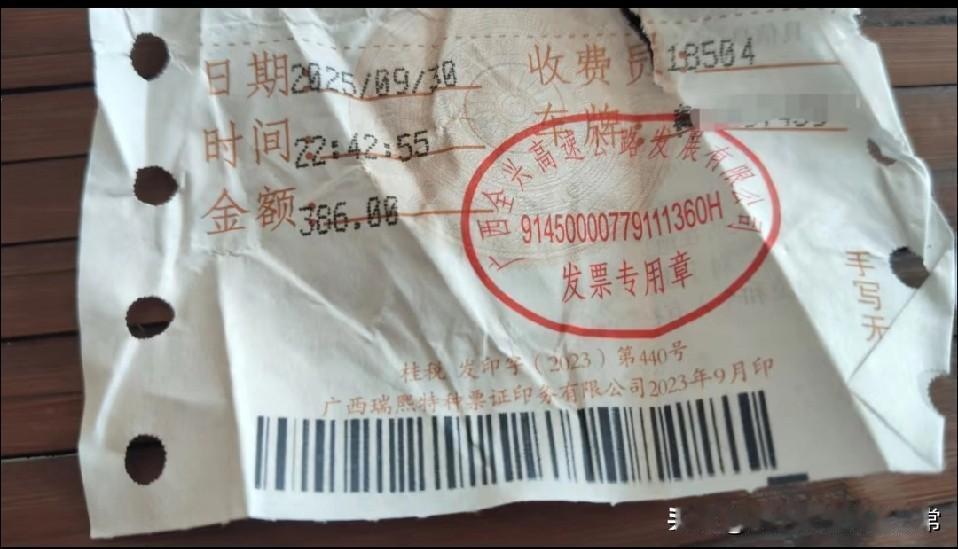 日期2025/09/30
收费员18504
时间22:42:55
车牌
金额386.00
广西全兴高速公路发展有限公司
91450000779111360H
发票专用章
手写无
桂税 发印字（2023）第440号
广西瑞熙特种票证印务有限公司2023年9月印
常